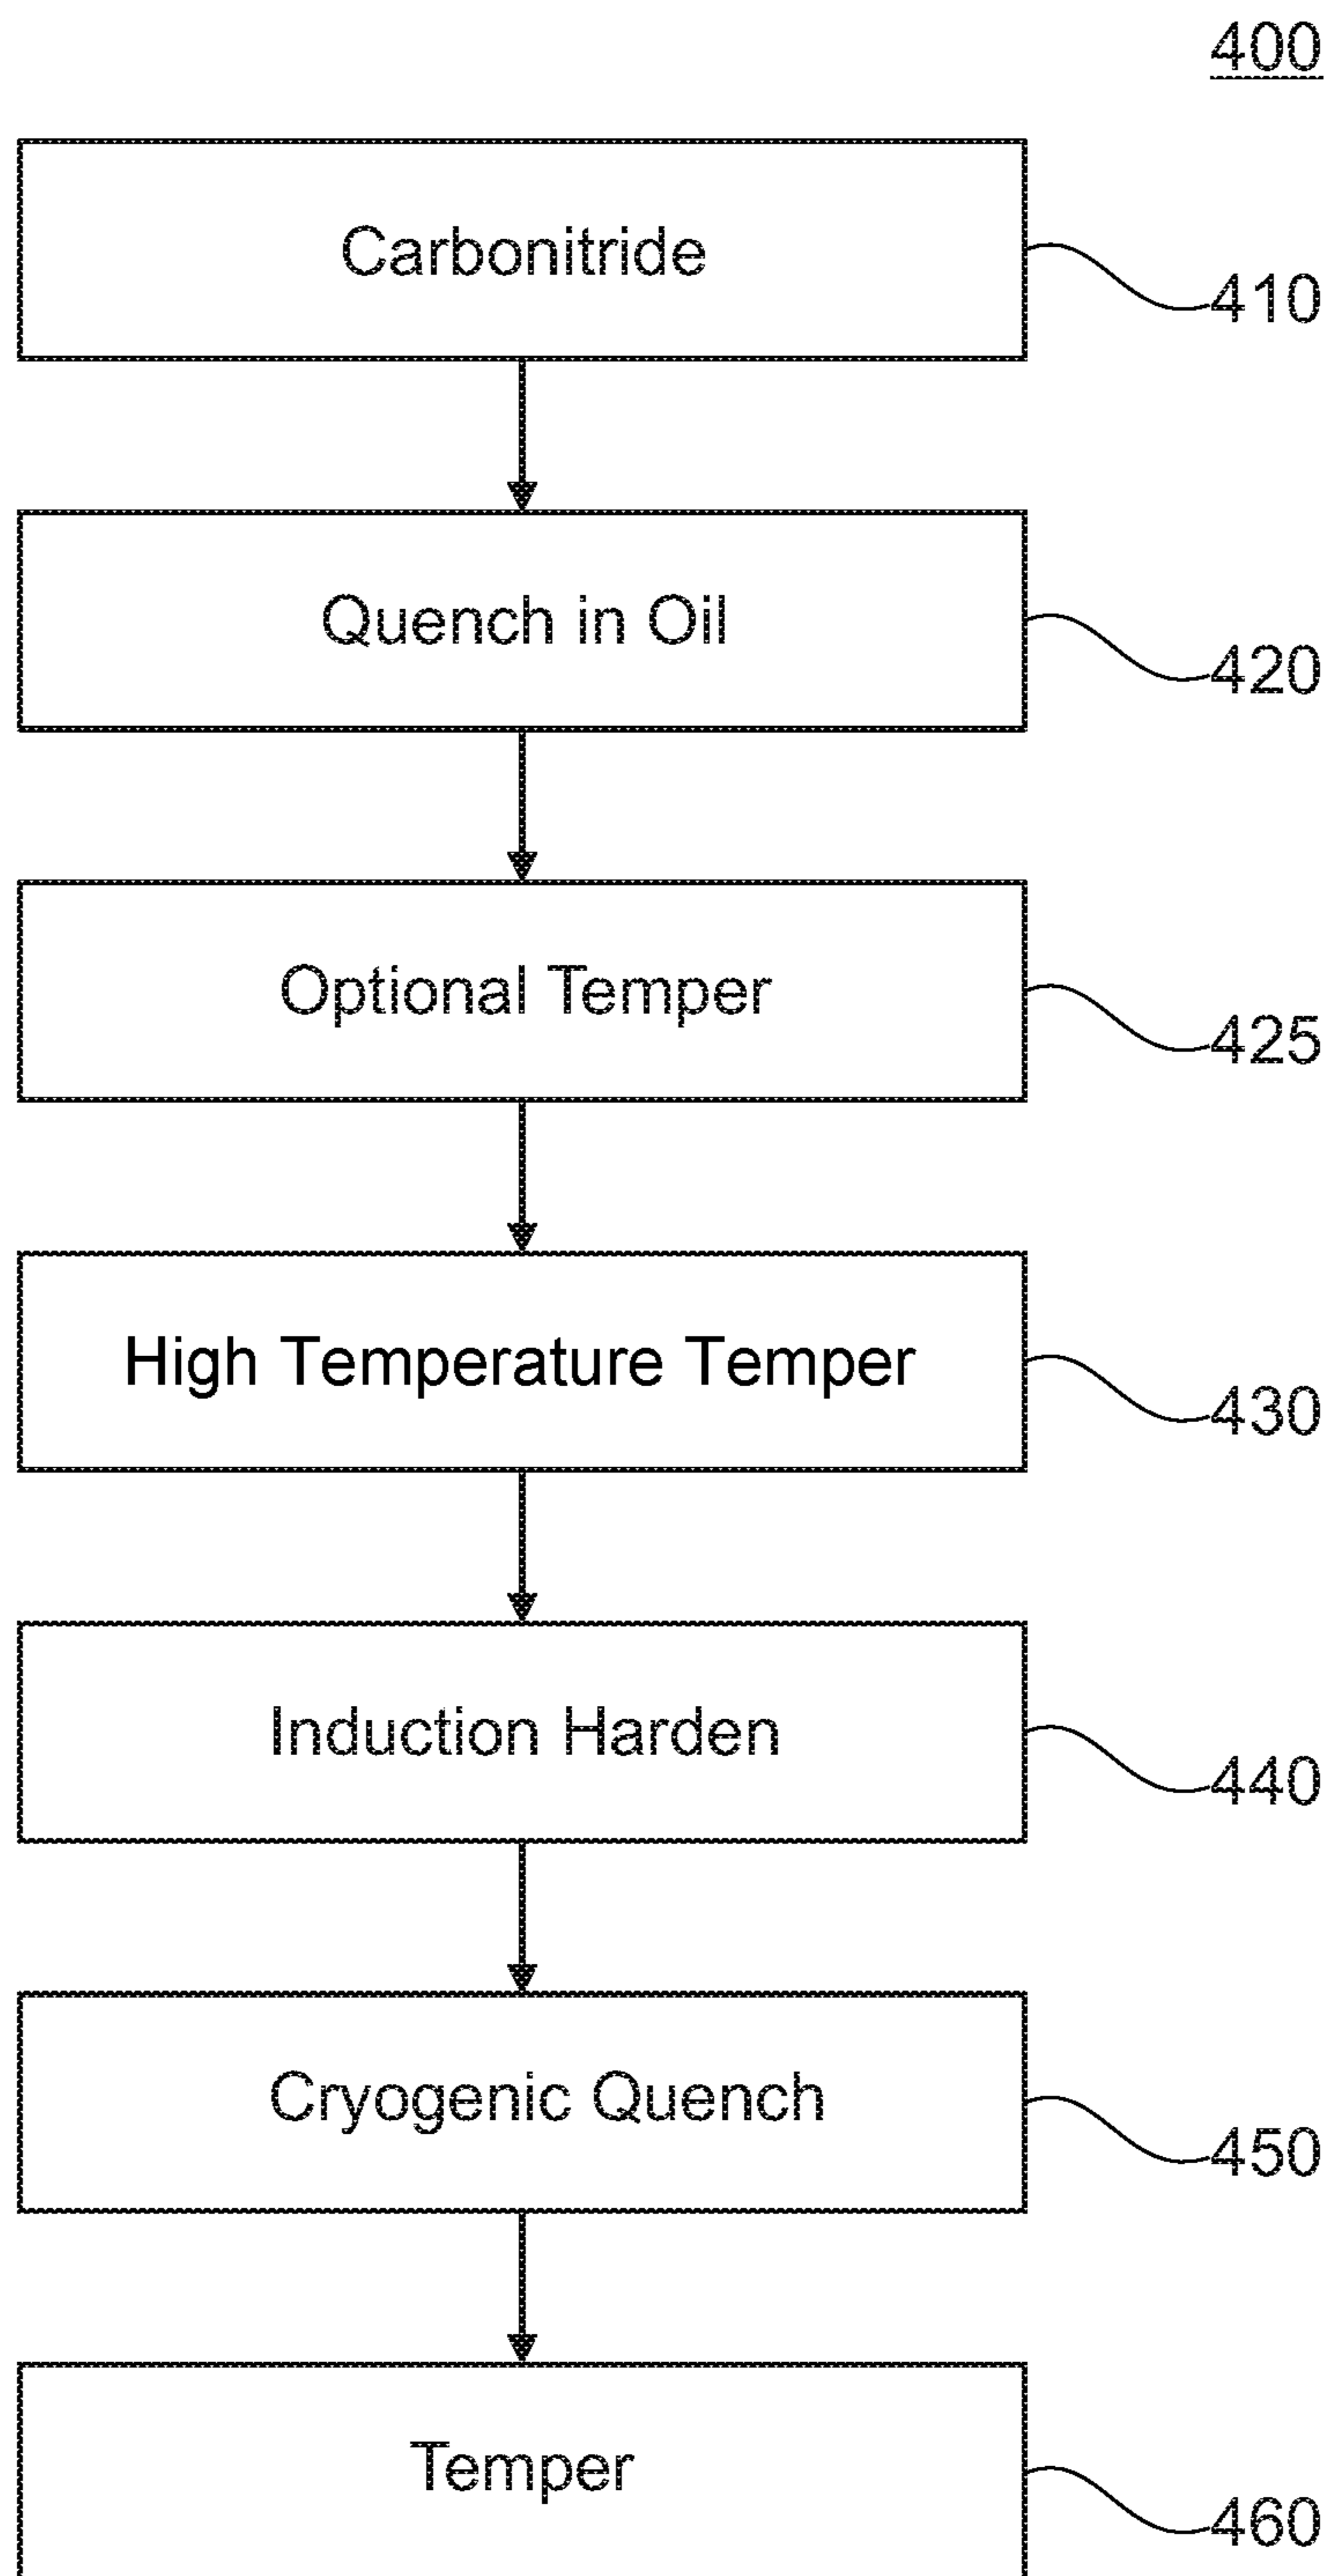 400
Carbonitride
410
Quench in Oil
420
Optional Temper
425
High Temperature Temper
430
Induction Harden
440
Cryogenic Quench
450
Temper
460